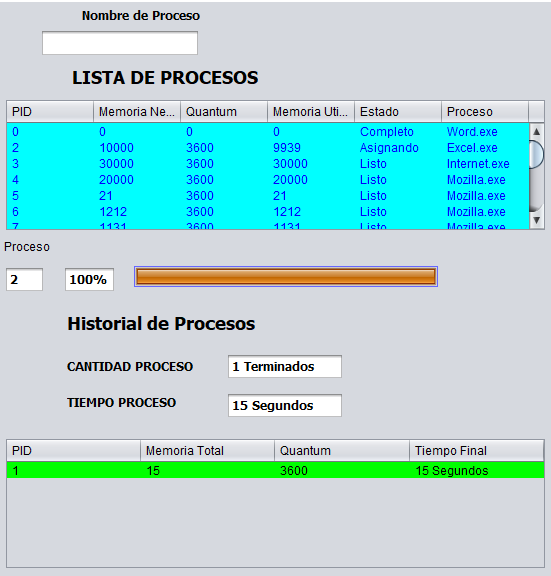 Nombre de Proceso
LISTA DE PROCESOS
PID Memoria Ne... Quantum Memoria Uti... Estado Proceso
0 0 0 0 Completo Word.exe
2 10000 3600 9939 Asignando Excel.exe
3 30000 3600 30000 Listo Internet.exe
4 20000 3600 20000 Listo Mozilla.exe
5 21 3600 21 Listo Mozilla.exe
6 1212 3600 1212 Listo Mozilla.exe
7 1131 3600 1131 Listo Mozilla.exe
Proceso
2 100%
Historial de Procesos
CANTIDAD PROCESO 1 Terminados
TIEMPO PROCESO 15 Segundos
PID Memoria Total Quantum Tiempo Final
1 15 3600 15 Segundos